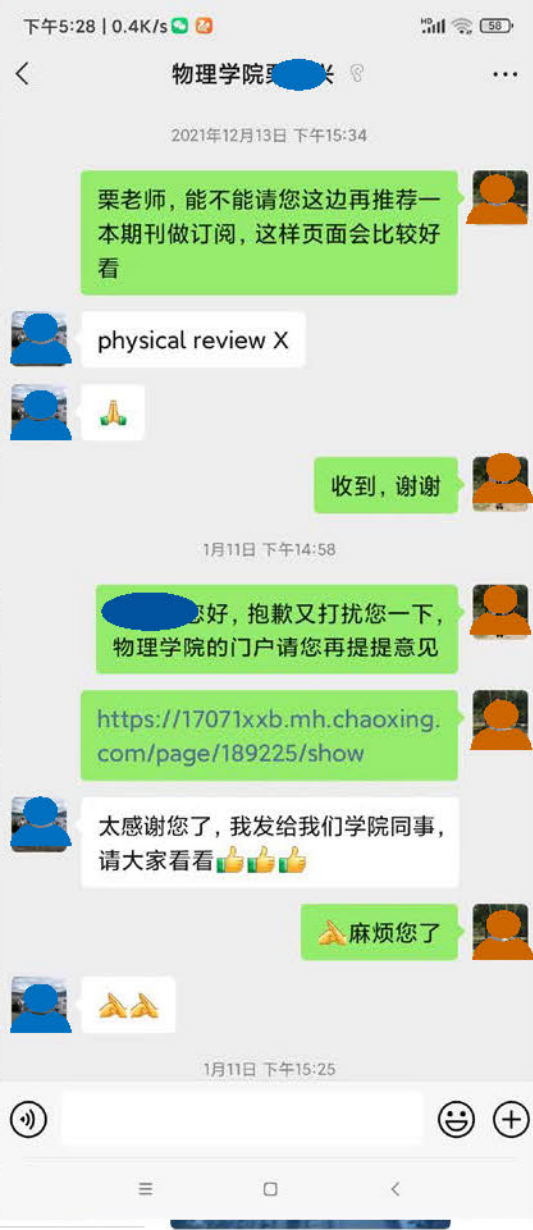 下午5:28 | 0.4K/s
HD
58
物理学院栗兴
2021年12月13日 下午15:34
栗老师，能不能请您这边再推荐一
本期刊做订阅，这样页面会比较好
看
physical review X
🙏
收到，谢谢
1月11日 下午14:58
您好，抱歉又打扰您一下，
物理学院的门户请您再提提意见
https://17071xxb.mh.chaoxing.
com/page/189225/show
太感谢您了，我发给我们学院同事，
请大家看看👍👍👍
麻烦您了
1月11日 下午15:25